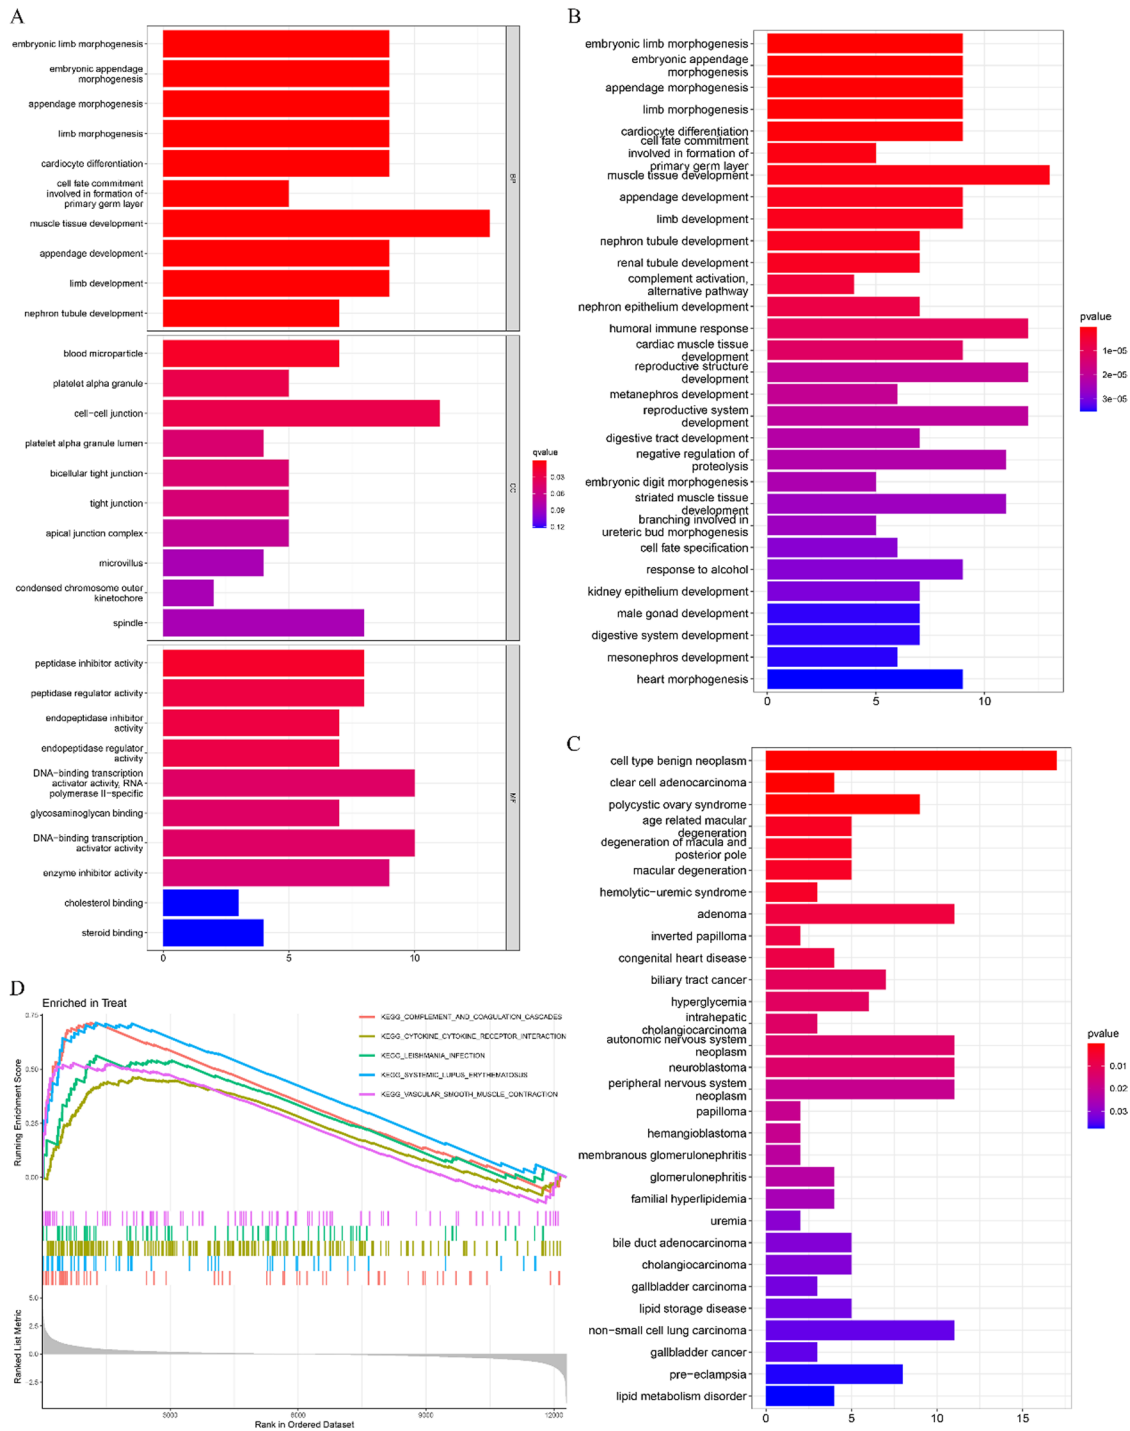 A
embryonic limb morphogenesis
embryonic appendage
morphogenesis
appendage morphogenesis
limb morphogenesis
cardiocyte differentiation
cell fate commitment
involved in formation of
primary germ layer
muscle tissue development
appendage development
limb development
nephron tubule development
BP
blood microparticle
platelet alpha granule
cell-cell junction
platelet alpha granule lumen
bicellular tight junction
tight junction
apical junction complex
microvillus
condensed chromosome outer
kinetochore
spindle
CC
qvalue
0.03
0.06
0.09
0.12
peptidase inhibitor activity
peptidase regulator activity
endopeptidase inhibitor
activity
endopeptidase regulator
activity
DNA-binding transcription
activator activity, RNA
polymerase II-specific
glycosaminoglycan binding
DNA-binding transcription
activator activity
enzyme inhibitor activity
cholesterol binding
steroid binding
MF
0 5 10
B
embryonic limb morphogenesis
embryonic appendage
morphogenesis
appendage morphogenesis
limb morphogenesis
cardiocyte differentiation
cell fate commitment
involved in formation of
primary germ layer
muscle tissue development
appendage development
limb development
nephron tubule development
renal tubule development
complement activation,
alternative pathway
nephron epithelium development
humoral immune response
cardiac muscle tissue
development
reproductive structure
development
metanephros development
reproductive system
development
digestive tract development
negative regulation of
proteolysis
embryonic digit morphogenesis
striated muscle tissue
development
branching involved in
ureteric bud morphogenesis
cell fate specification
response to alcohol
kidney epithelium development
male gonad development
digestive system development
mesonephros development
heart morphogenesis
0 5 10
pvalue
1e-05
2e-05
3e-05
C
cell type benign neoplasm
clear cell adenocarcinoma
polycystic ovary syndrome
age related macular
degeneration
degeneration of macula and
posterior pole
macular degeneration
hemolytic-uremic syndrome
adenoma
inverted papilloma
congenital heart disease
biliary tract cancer
hyperglycemia
intrahepatic
cholangiocarcinoma
autonomic nervous system
neoplasm
neuroblastoma
peripheral nervous system
neoplasm
papilloma
hemangioblastoma
membranous glomerulonephritis
glomerulonephritis
familial hyperlipidemia
uremia
bile duct adenocarcinoma
cholangiocarcinoma
gallbladder carcinoma
lipid storage disease
non-small cell lung carcinoma
gallbladder cancer
pre-eclampsia
lipid metabolism disorder
0 5 10 15
pvalue
0.01
0.02
0.03
D
Enriched in Treat
KEGG_COMPLEMENT_AND_COAGULATION_CASCADES
KEGG_CYTOKINE_CYTOKINE_RECEPTOR_INTERACTION
KEGG_LEISHMANIA_INFECTION
KEGG_SYSTEMIC_LUPUS_ERYTHEMATOSUS
KEGG_VASCULAR_SMOOTH_MUSCLE_CONTRACTION
Running Enrichment Score
0.75
0.50
0.25
0.00
Ranked List Metric
5.0
2.5
0.0
-2.5
3000 6000 9000 12000
Rank in Ordered Dataset